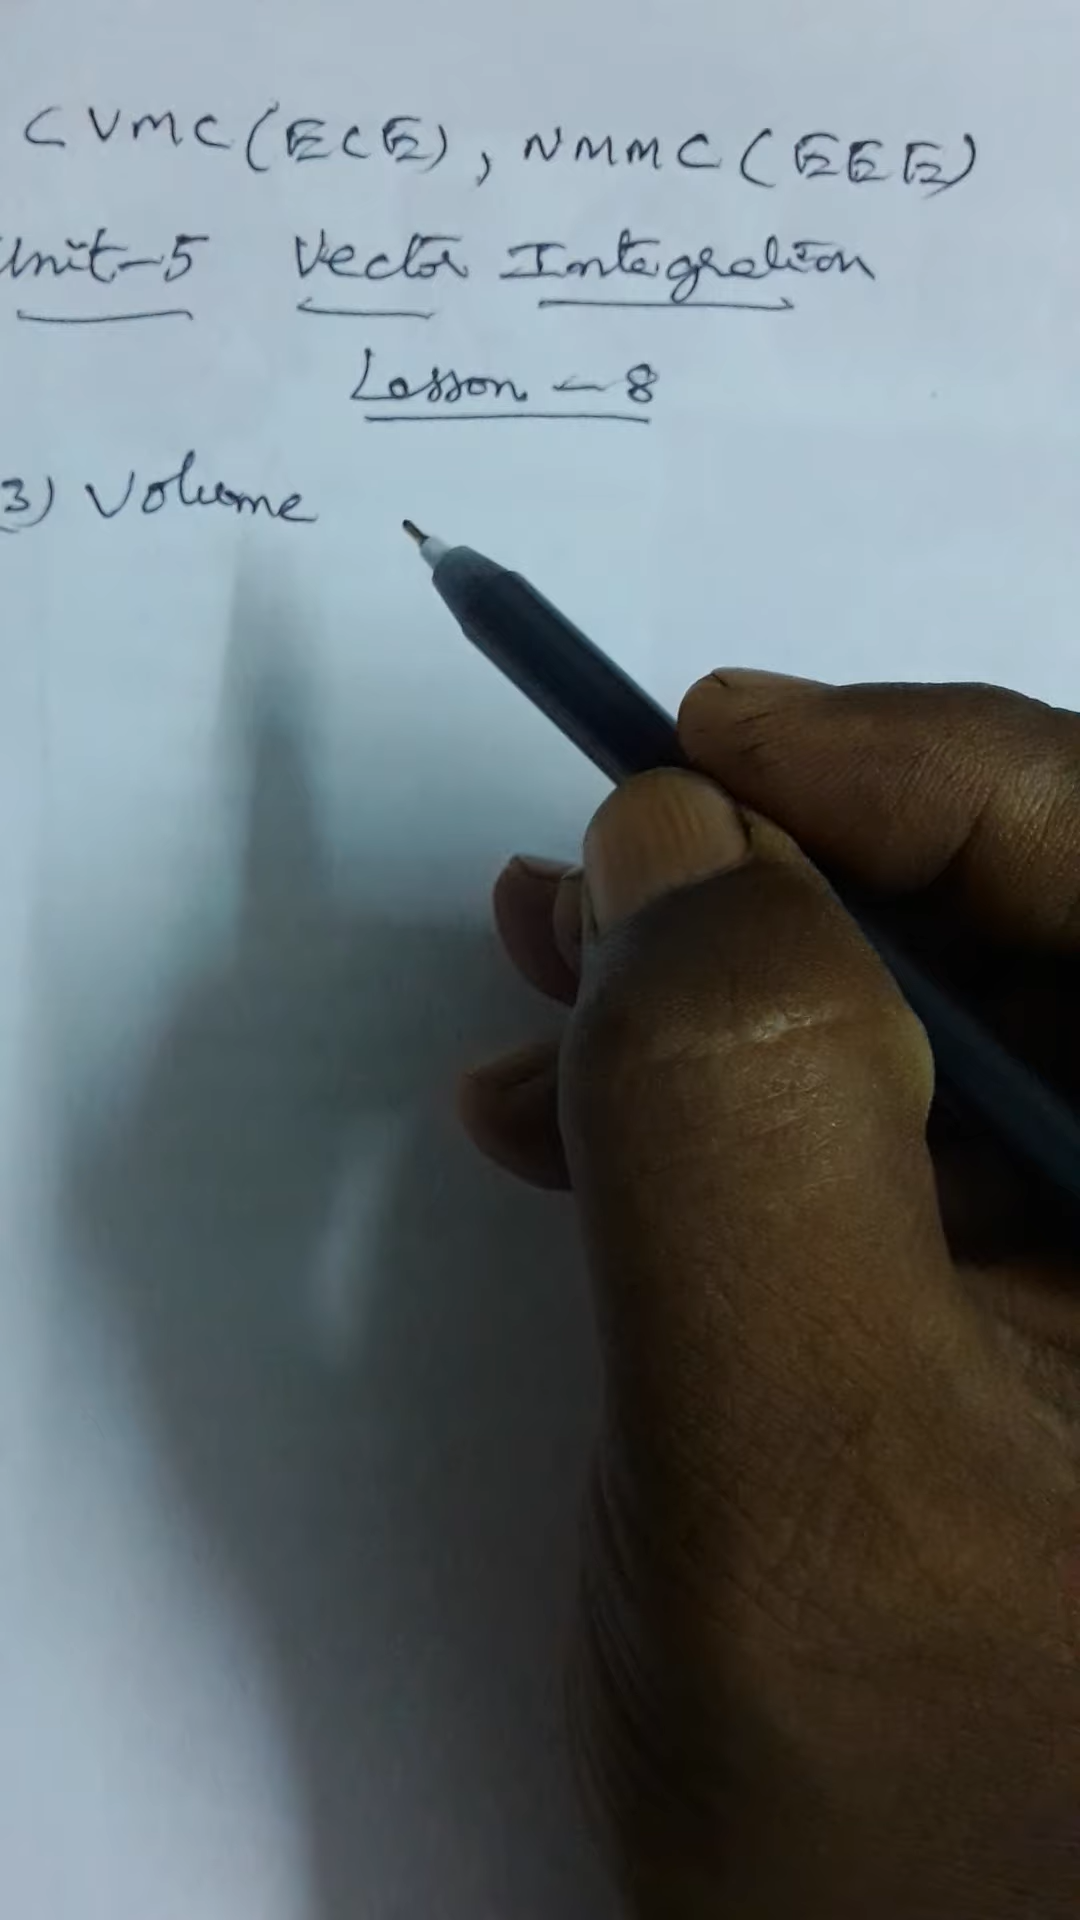 CVMC (ECE), NMMC (EEE)
Unit-5 Vector Integration
Lesson - 8
3) Volume